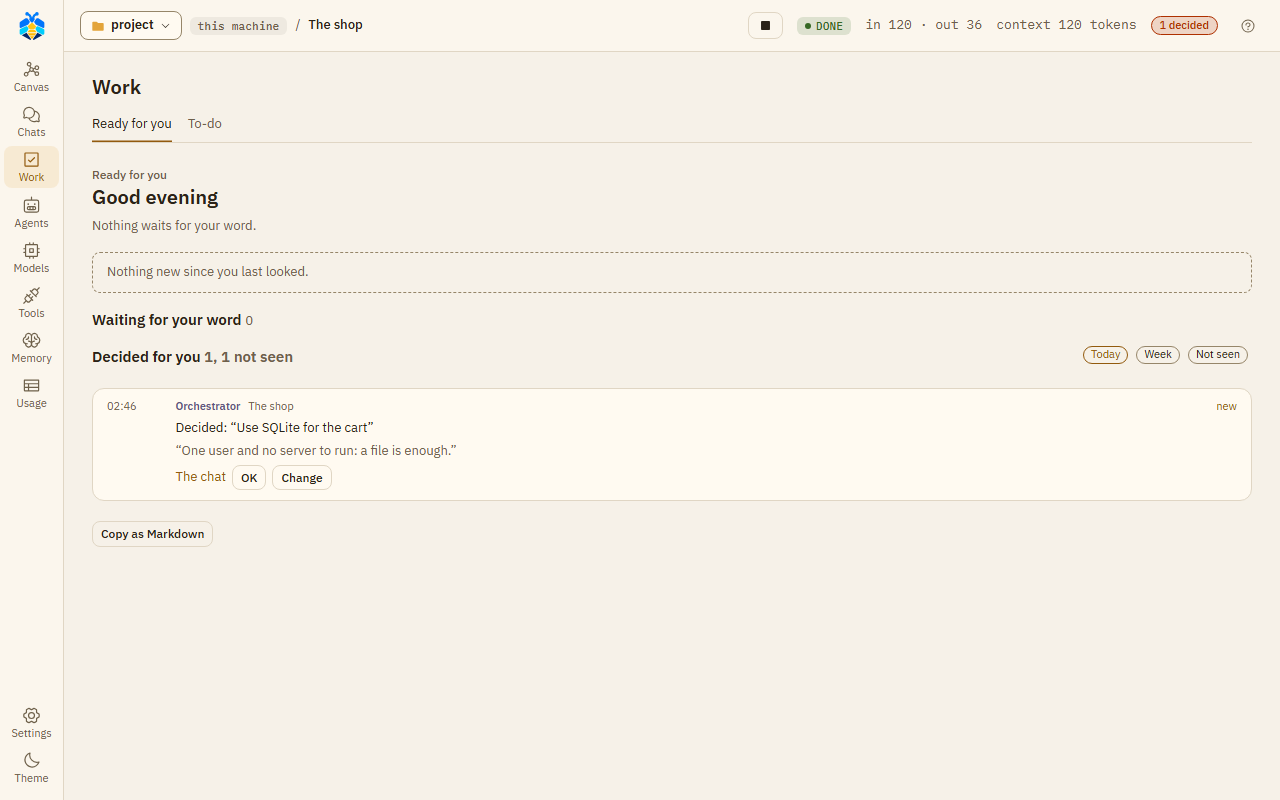 project
this machine / The shop
DONE
in 120 · out 36
context 120 tokens
1 decided
Canvas
Chats
Work
Agents
Models
Tools
Memory
Usage
Settings
Theme
Work
Ready for you
To-do
Ready for you
Good evening
Nothing waits for your word.
Nothing new since you last looked.
Waiting for your word 0
Decided for you 1, 1 not seen
Today
Week
Not seen
02:46
Orchestrator The shop
new
Decided: “Use SQLite for the cart”
“One user and no server to run: a file is enough.”
The chat
OK
Change
Copy as Markdown